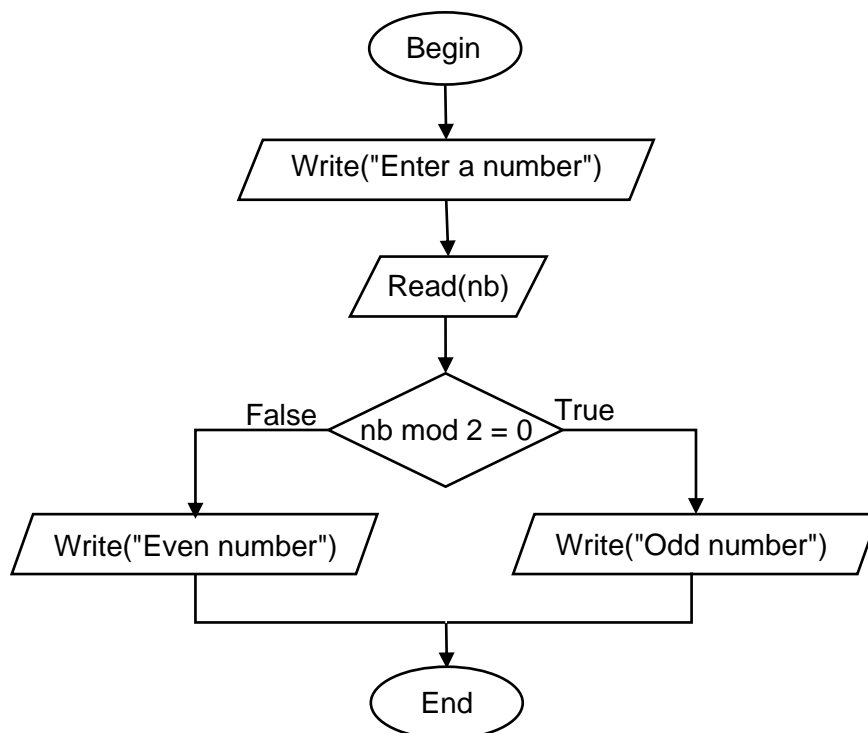 Begin
Write("Enter a number")
Read(nb)
False
True
nb mod 2 = 0
Write("Even number")
Write("Odd number")
End